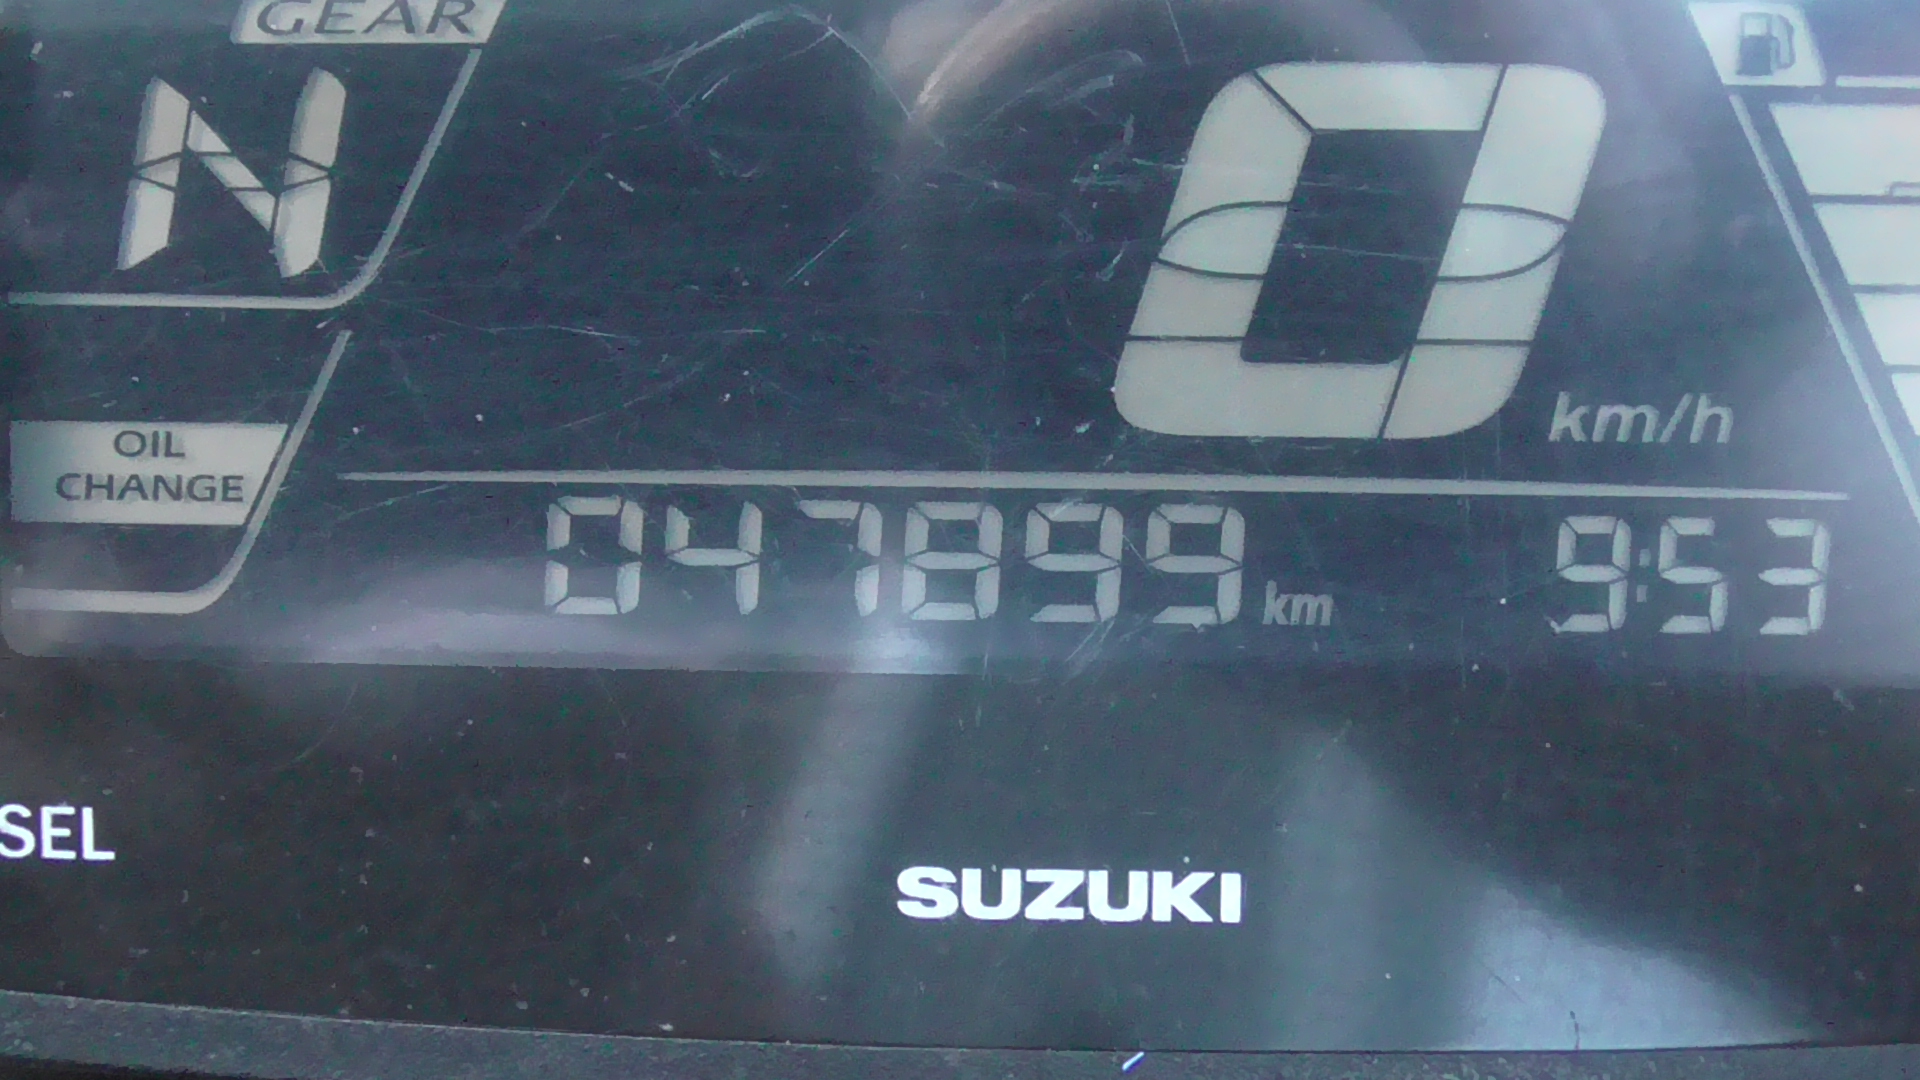 GEAR
N
0
km/h
OIL
CHANGE
047899 km
9:53
SEL
SUZUKI